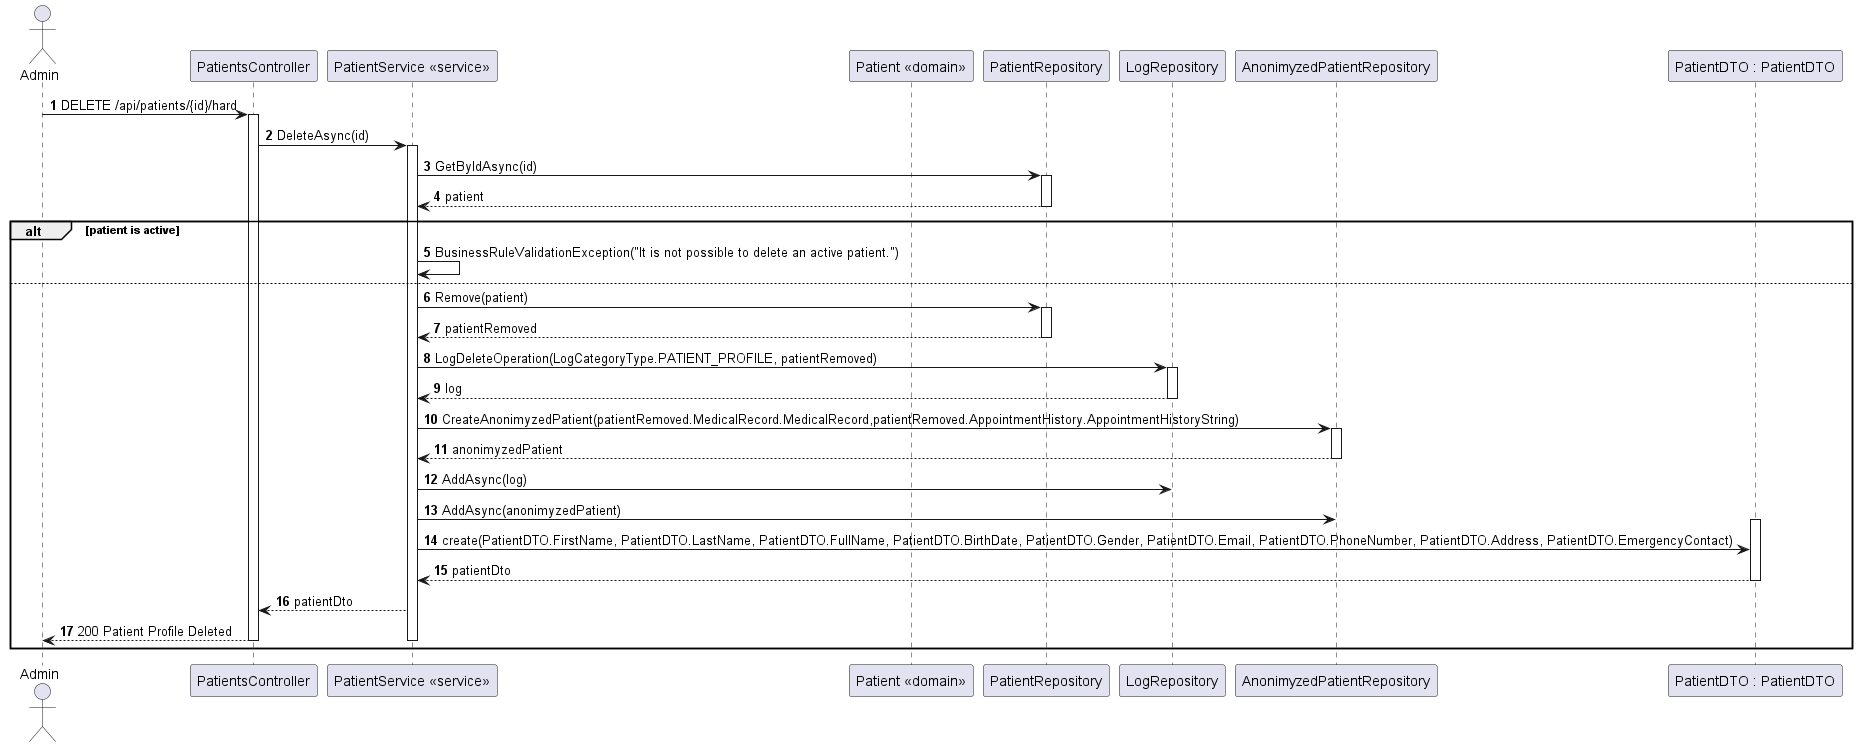 Admin
PatientsController
PatientService «service»
Patient «domain»
PatientRepository
LogRepository
AnonimyzedPatientRepository
PatientDTO : PatientDTO
1 DELETE /api/patients/{id}/hard
2 DeleteAsync(id)
3 GetByIdAsync(id)
4 patient
alt [patient is active]
5 BusinessRuleValidationException("It is not possible to delete an active patient.")
6 Remove(patient)
7 patientRemoved
8 LogDeleteOperation(LogCategoryType.PATIENT_PROFILE, patientRemoved)
9 log
10 CreateAnonimyzedPatient(patientRemoved.MedicalRecord.MedicalRecord,patientRemoved.AppointmentHistory.AppointmentHistoryString)
11 anonimyzedPatient
12 AddAsync(log)
13 AddAsync(anonimyzedPatient)
14 create(PatientDTO.FirstName, PatientDTO.LastName, PatientDTO.FullName, PatientDTO.BirthDate, PatientDTO.Gender, PatientDTO.Email, PatientDTO.PhoneNumber, PatientDTO.Address, PatientDTO.EmergencyContact)
15 patientDto
16 patientDto
17 200 Patient Profile Deleted
Admin
PatientsController
PatientService «service»
Patient «domain»
PatientRepository
LogRepository
AnonimyzedPatientRepository
PatientDTO : PatientDTO